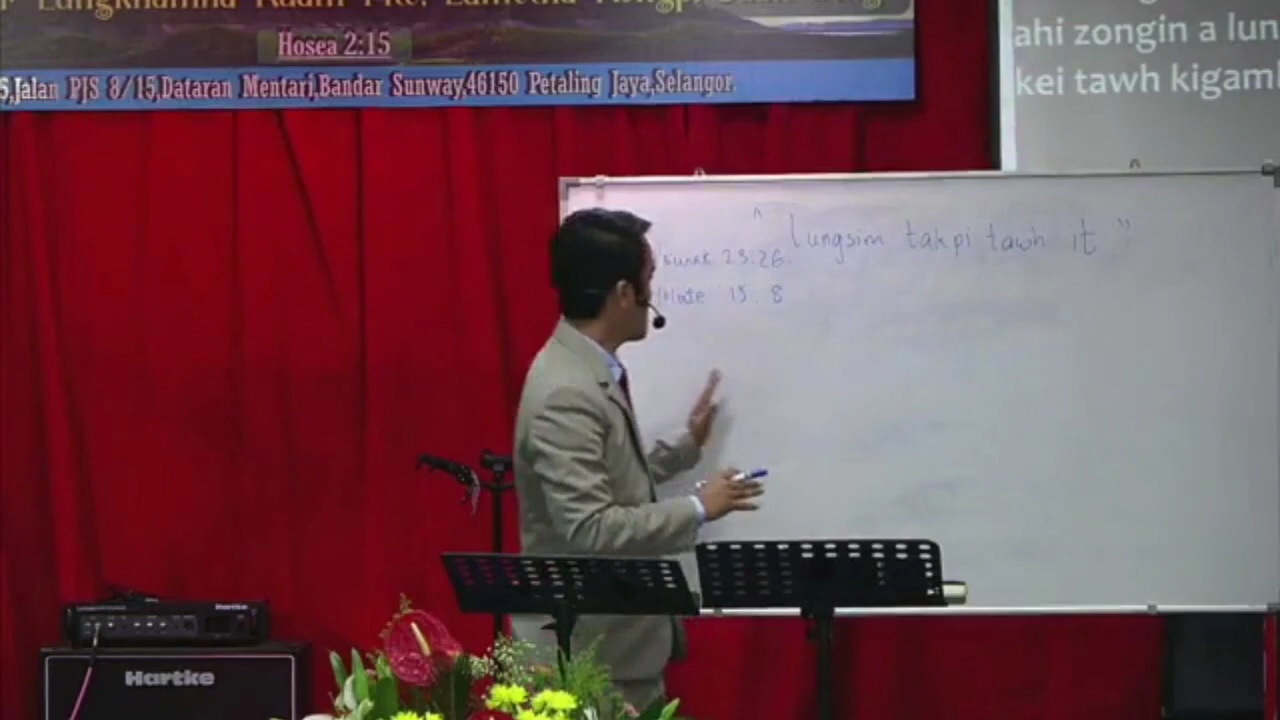 Hosea 2:15
5,Jalan PJS 8/15,Dataran Mentari,Bandar Sunway,46150 Petaling Jaya,Selangor.
ahi zongin a lun
kei tawh kigaml
" Lungsim takpi tawh it "
23:26.
15:8
Hartke
Hartke